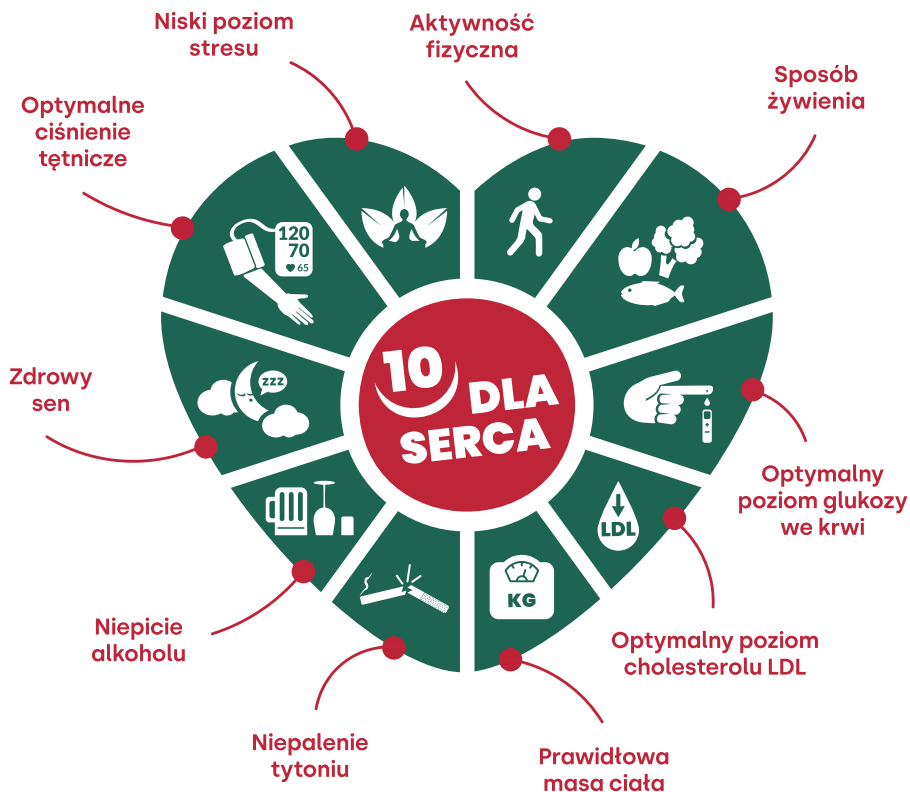 Niski poziom
stresu
Aktywność
fizyczna
Sposób
żywienia
Optymalne
ciśnienie
tętnicze
120
70
65
10
DLA
SERCA
Zdrowy
sen
zzz
Optymalny
poziom glukozy
we krwi
LDL
KG
Niepicie
alkoholu
Optymalny poziom
cholesterolu LDL
Niepalenie
tytoniu
Prawidłowa
masa ciała